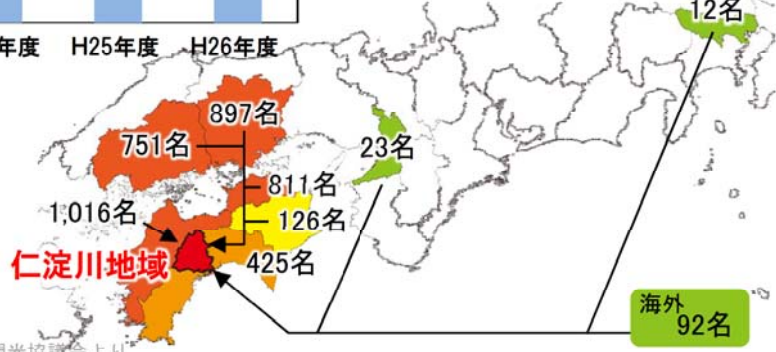 年度 H25年度 H26年度
12名
897名
751名
23名
811名
1,016名
126名
仁淀川地域
425名
海外
92名